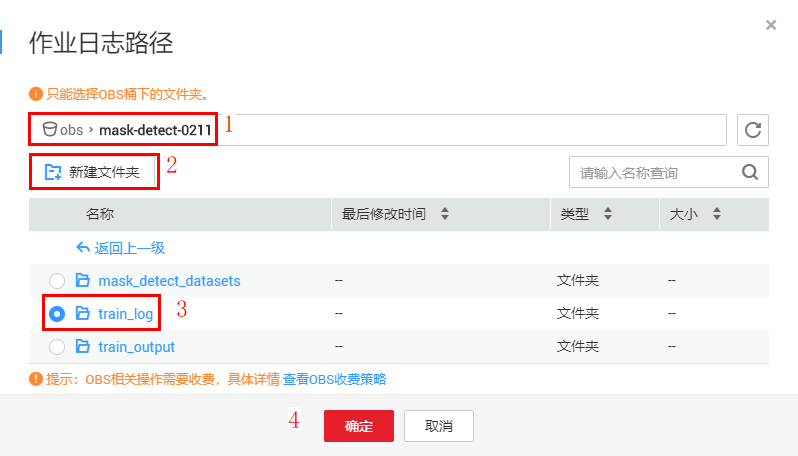 作业日志路径
只能选择OBS桶下的文件夹。
obs › mask-detect-0211 1
新建文件夹 2 请输入名称查询
名称 最后修改时间 类型 大小
返回上一级
mask_detect_datasets -- 文件夹 --
train_log 3 -- 文件夹 --
train_output -- 文件夹 --
提示：OBS相关操作需要收费，具体详情 查看OBS收费策略
4 确定 取消